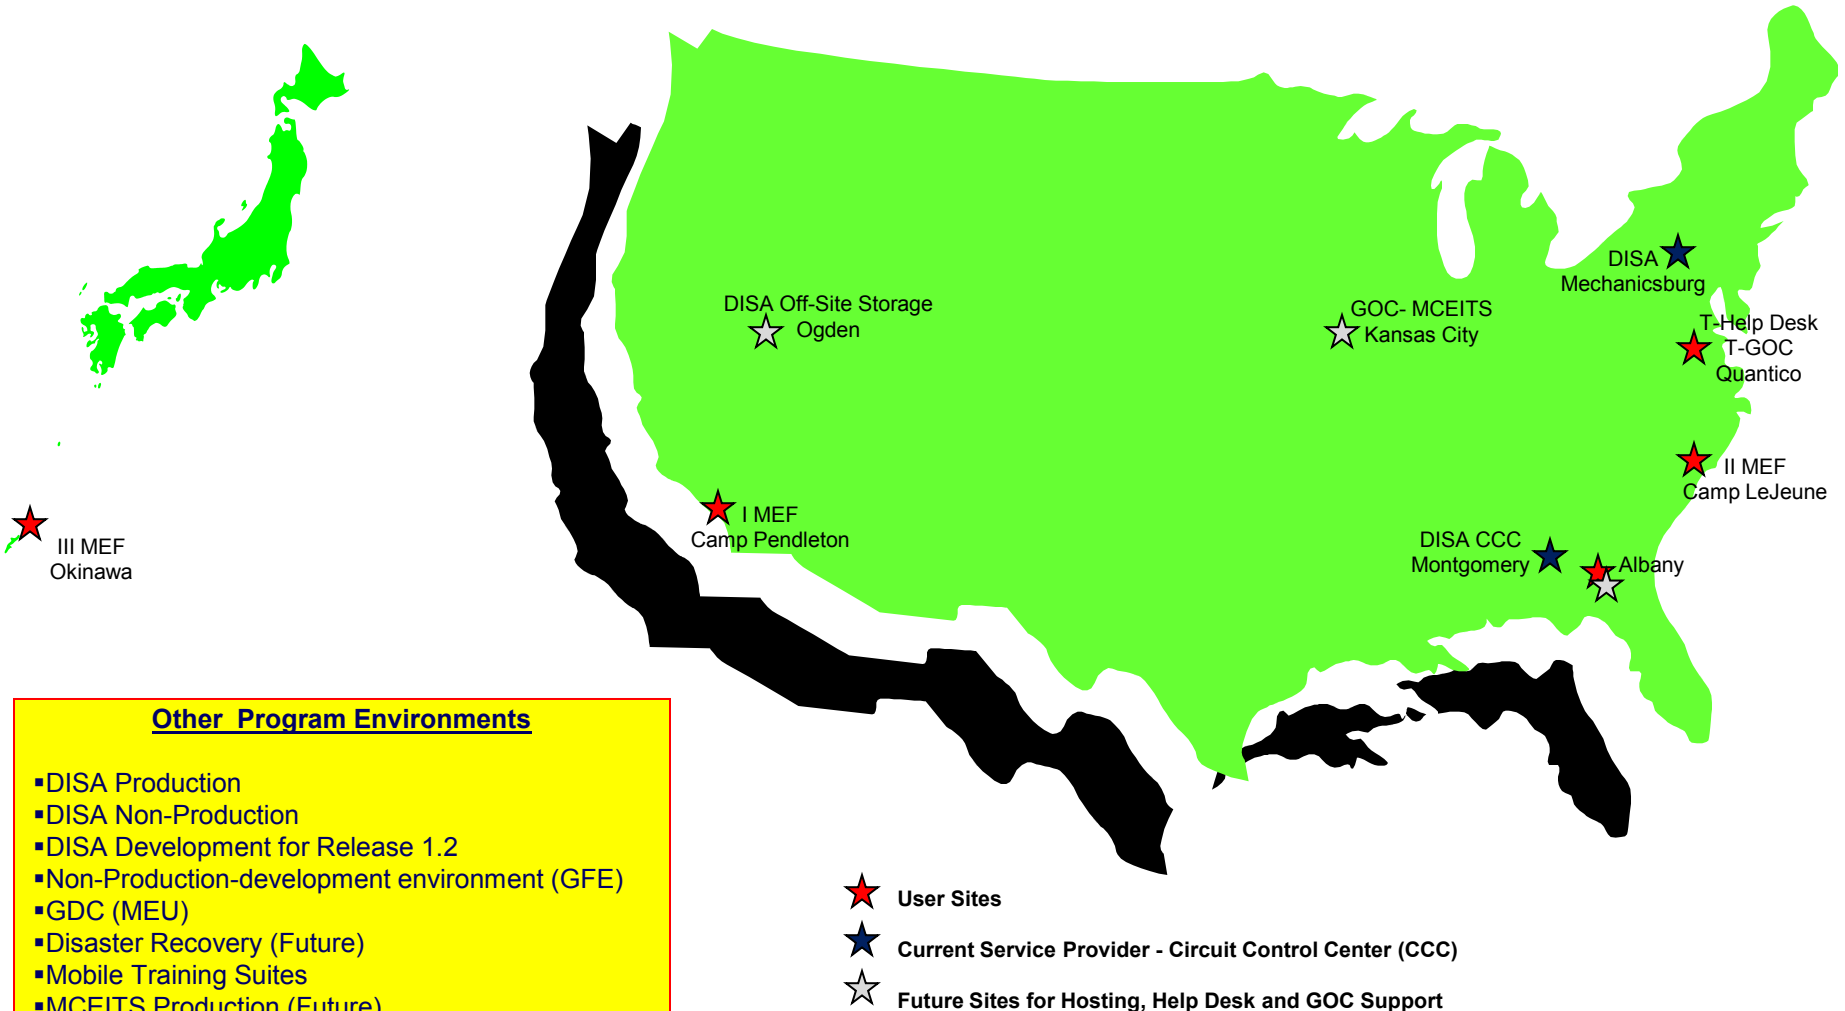 DISA
Mechanicsburg
DISA Off-Site Storage
Ogden
GOC- MCEITS
Kansas City
T-Help Desk
T-GOC
Quantico
II MEF
Camp LeJeune
I MEF
Camp Pendleton
III MEF
Okinawa
DISA CCC
Montgomery
Albany
Other Program Environments
▪DISA Production
▪DISA Non-Production
▪DISA Development for Release 1.2
▪Non-Production-development environment (GFE)
▪GDC (MEU)
▪Disaster Recovery (Future)
▪Mobile Training Suites
▪MCEITS Production (Future)
User Sites
Current Service Provider - Circuit Control Center (CCC)
Future Sites for Hosting, Help Desk and GOC Support